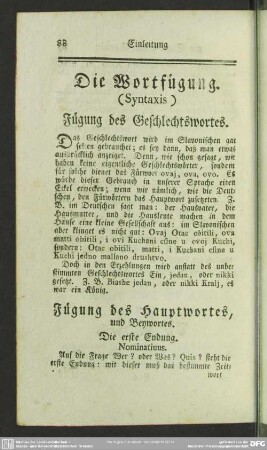 88 Einleitung
Die Wortfügung.
(Syntaxis)
Fügung des Geschlechtswortes.
Das Geschlechtswort wird im Slavonischen gar
selten gebrauchet; es sey dann, daß man etwas
ausdrücklich anzeiget. Denn, wie schon gesagt, wir
haben keine eigentliche Geschlechtswörter, sondern
für solche dienet das Fürwort ovaj, ova, ovo. Es
würde dieser Gebrauch in unserer Sprache einen
Eckel erwecken; wenn wir nämlich, wie die Deut-
schen, den Fürwörtern das Hauptwort zusetzten. Z.
B. im Deutschen sagt man: der Hausvater, die
Hausmutter, und die Hausleute machen in dem
Hause eine kleine Gesellschaft aus: im Slavonischen
aber klinget es nicht gut: Ovaj Otac obitili, ova
matti obitili, i ovi Kuchani cíine u ovoj Kuchi,
sondern: Otac obitili, matti, i Kuchani cíine u
Kuchi jedno mallono drustvo.
Doch in den Erzehlungen wird anstatt des unbe
stimmten Geschlechtswortes Ein, jedan, oder nikki
gesetzt. Z. B. Biashe jedan, oder nikki Kralj, es
war ein König.
Fügung des Hauptwortes,
und Beywortes.
Die erste Endung.
Nominativus.
Auf die Frage Wer? oder Was? Quis? steht die
erste Endung: mit dieser muß das bestimmte Zeit-
wort